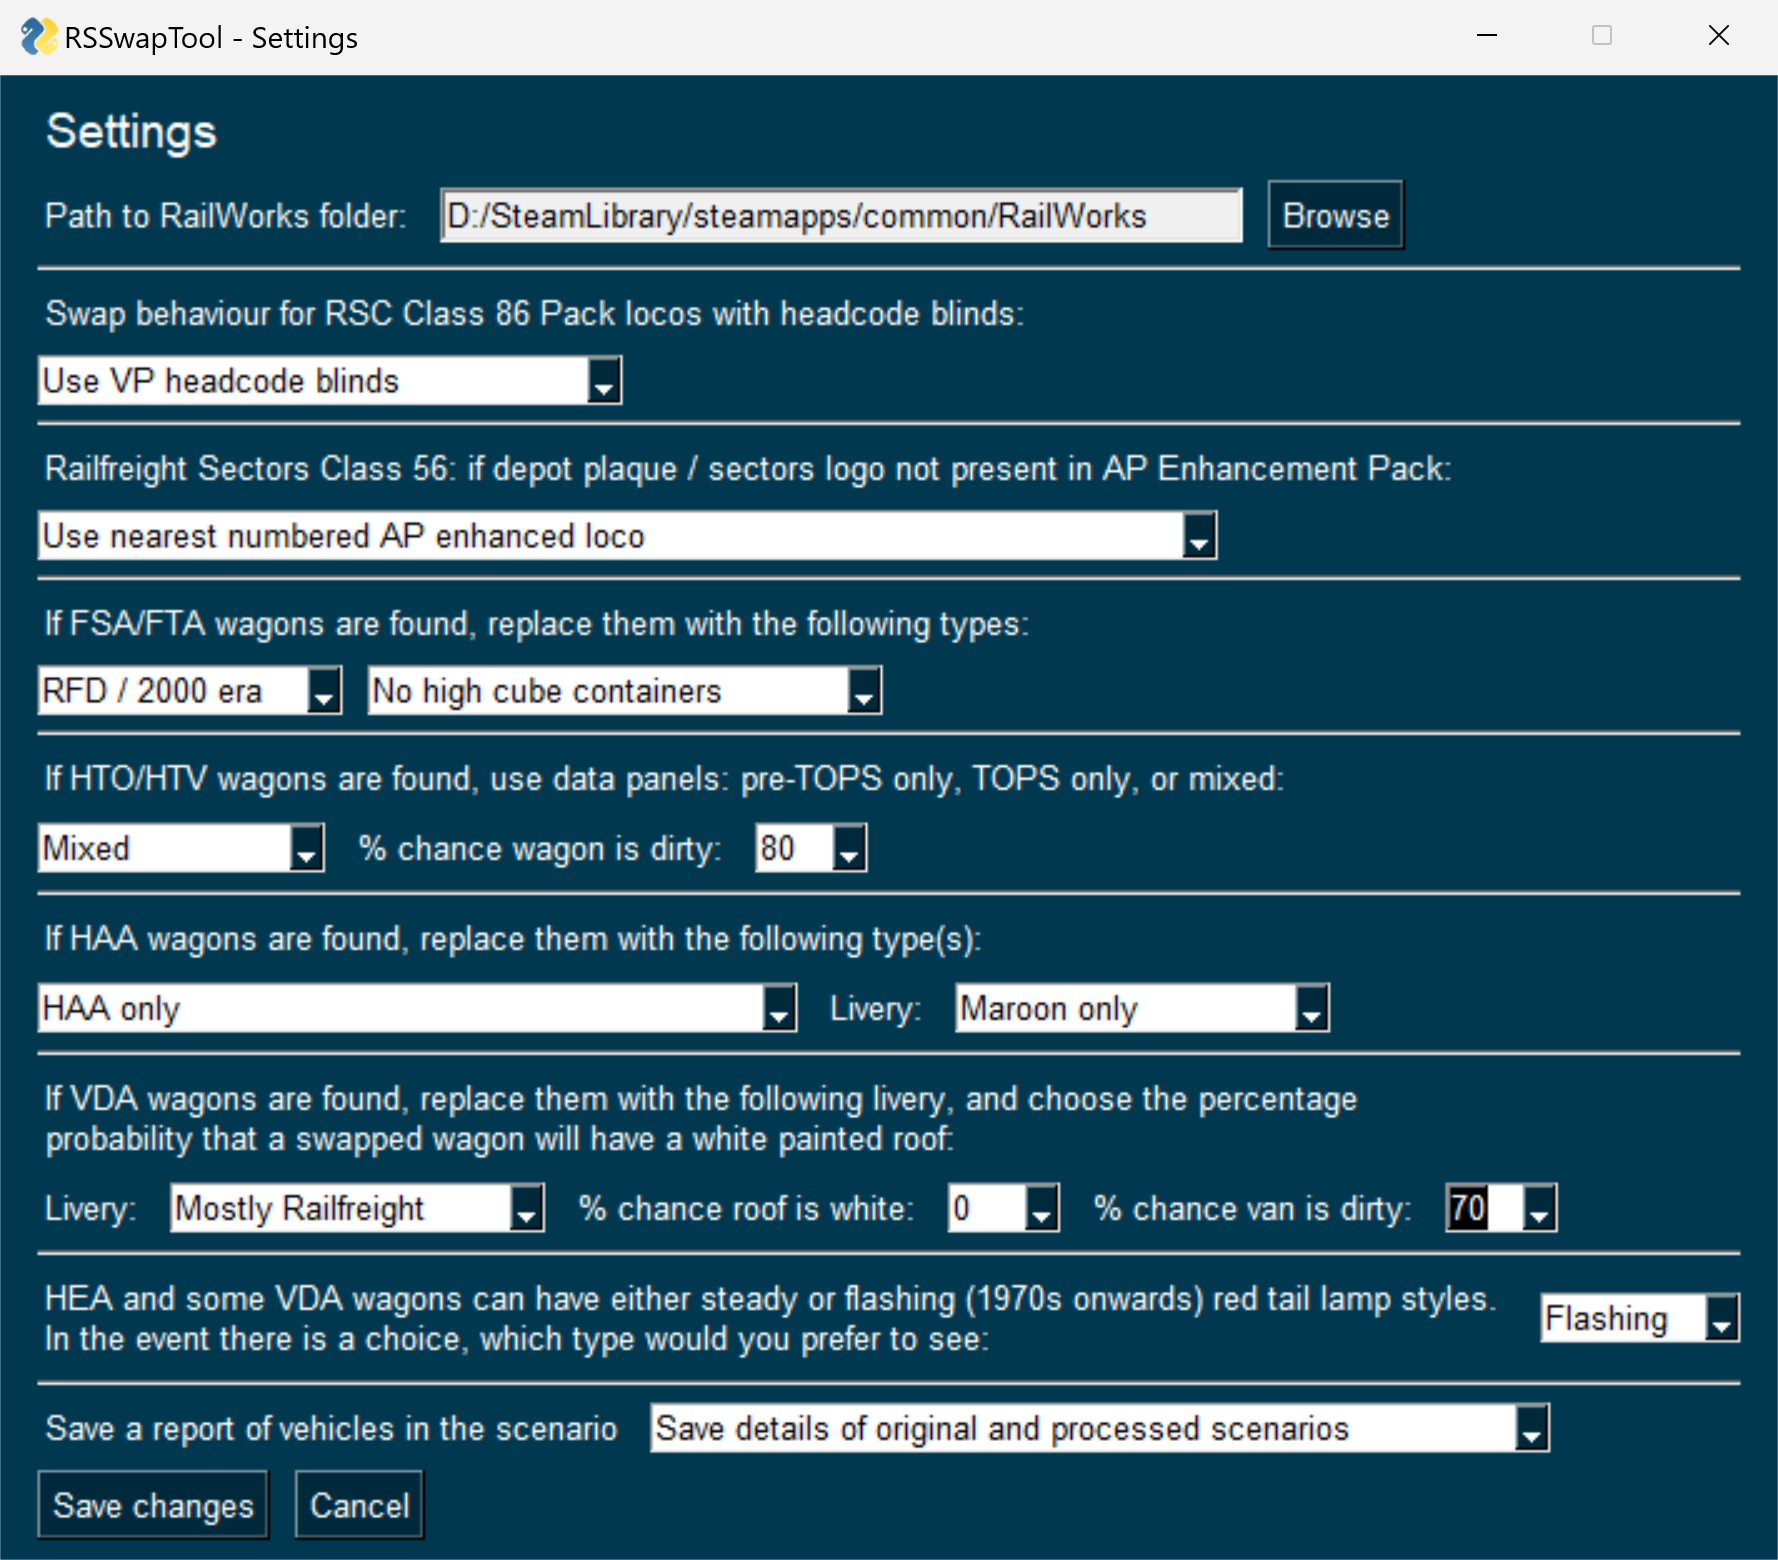 RSSwapTool - Settings
Settings
Path to RailWorks folder: D:/SteamLibrary/steamapps/common/RailWorks Browse
Swap behaviour for RSC Class 86 Pack locos with headcode blinds:
Use VP headcode blinds
Railfreight Sectors Class 56: if depot plaque / sectors logo not present in AP Enhancement Pack:
Use nearest numbered AP enhanced loco
If FSA/FTA wagons are found, replace them with the following types:
RFD / 2000 era No high cube containers
If HTO/HTV wagons are found, use data panels: pre-TOPS only, TOPS only, or mixed:
Mixed % chance wagon is dirty: 80
If HAA wagons are found, replace them with the following type(s):
HAA only Livery: Maroon only
If VDA wagons are found, replace them with the following livery, and choose the percentage
probability that a swapped wagon will have a white painted roof:
Livery: Mostly Railfreight % chance roof is white: 0 % chance van is dirty: 70
HEA and some VDA wagons can have either steady or flashing (1970s onwards) red tail lamp styles.
In the event there is a choice, which type would you prefer to see: Flashing
Save a report of vehicles in the scenario Save details of original and processed scenarios
Save changes Cancel